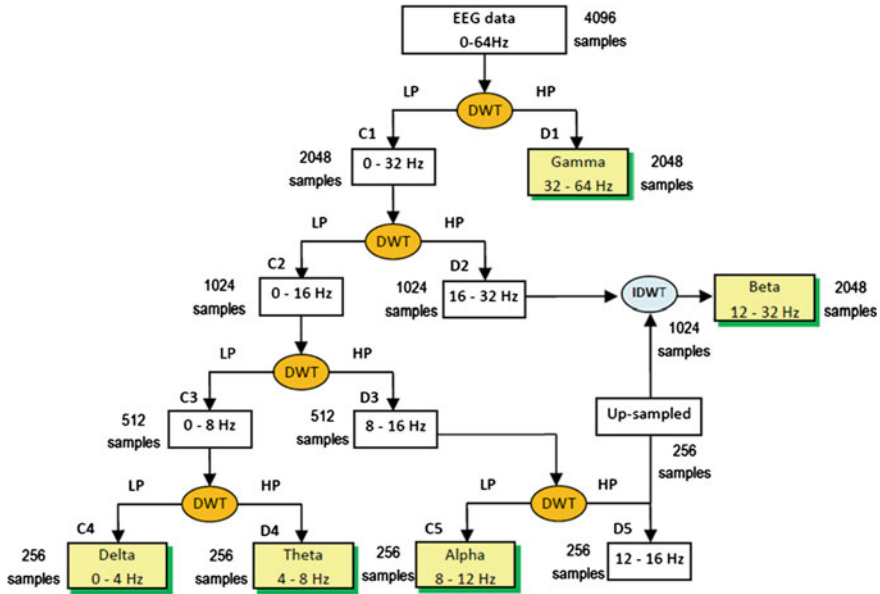 EEG data
0-64Hz
4096
samples
LP
HP
DWT
C1
D1
2048
samples
0 - 32 Hz
Gamma
32 - 64 Hz
2048
samples
LP
HP
DWT
C2
D2
1024
samples
0 - 16 Hz
1024
samples
16 - 32 Hz
IDWT
Beta
12 - 32 Hz
2048
samples
1024
samples
LP
HP
DWT
C3
D3
512
samples
0 - 8 Hz
512
samples
8 - 16 Hz
Up-sampled
256
samples
LP
HP
DWT
LP
HP
DWT
C4
D4
C5
D5
256
samples
Delta
0 - 4 Hz
256
samples
Theta
4 - 8 Hz
256
samples
Alpha
8 - 12 Hz
256
samples
12 - 16 Hz